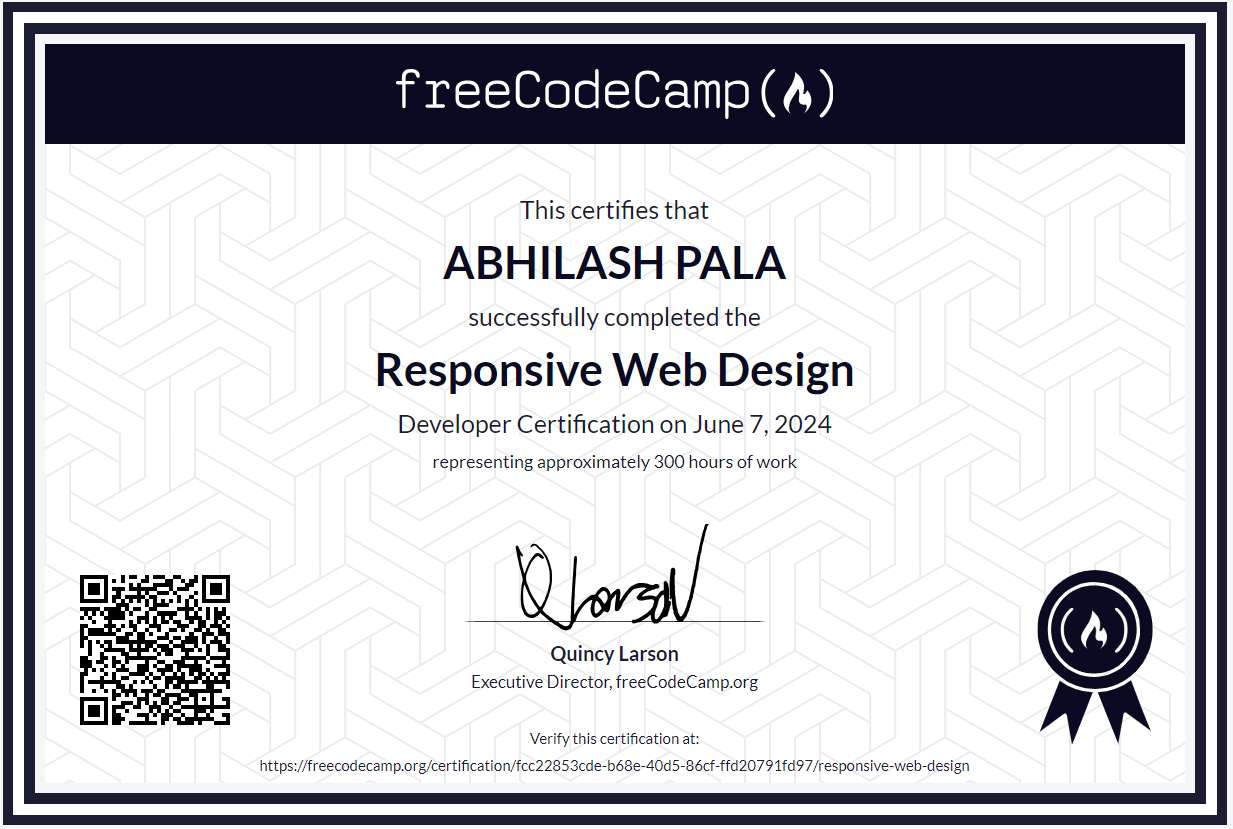 freeCodeCamp
This certifies that
ABHILASH PALA
successfully completed the
Responsive Web Design
Developer Certification on June 7, 2024
representing approximately 300 hours of work
Quincy Larson
Executive Director, freeCodeCamp.org
Verify this certification at:
https://freecodecamp.org/certification/fcc22853cde-b68e-40d5-86cf-ffd20791fd97/responsive-web-design